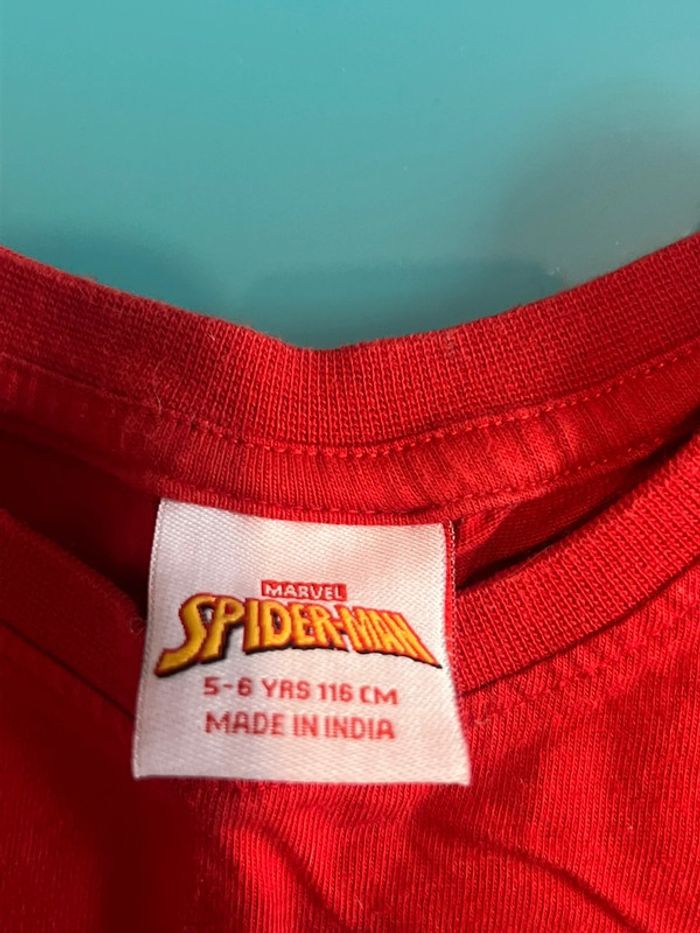 MARVEL
SPIDER-MAN
5-6 YRS 116 CM
MADE IN INDIA